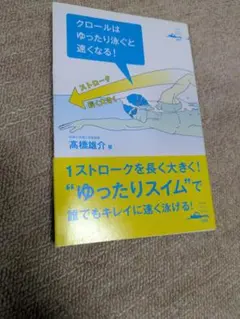 クロールは
ゆったり泳ぐと
速くなる!
ストローク
高橋雄介 著
1ストロークを長く大きく!
“ゆったりスイム”で
誰でもキレイに速く泳げる!